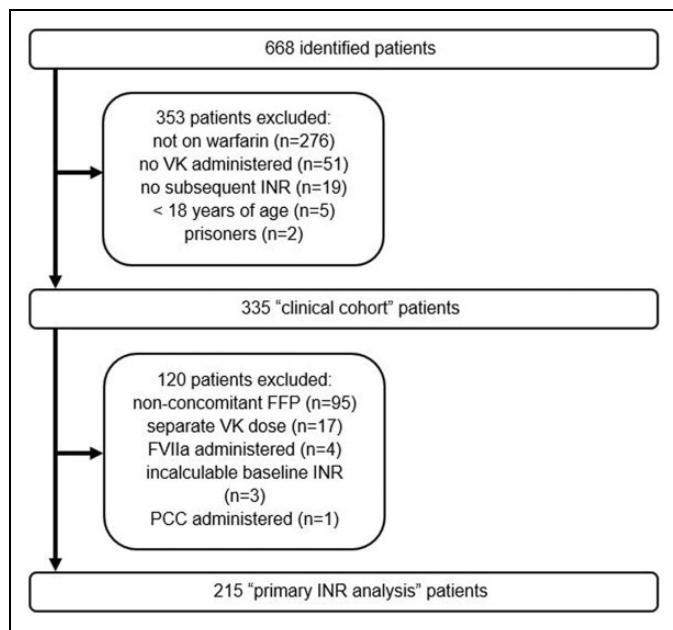 668 identified patients
353 patients excluded:
not on warfarin (n=276)
no VK administered (n=51)
no subsequent INR (n=19)
< 18 years of age (n=5)
prisoners (n=2)
335 “clinical cohort” patients
120 patients excluded:
non-concomitant FFP (n=95)
separate VK dose (n=17)
FVIIa administered (n=4)
incalculable baseline INR
(n=3)
PCC administered (n=1)
215 “primary INR analysis” patients